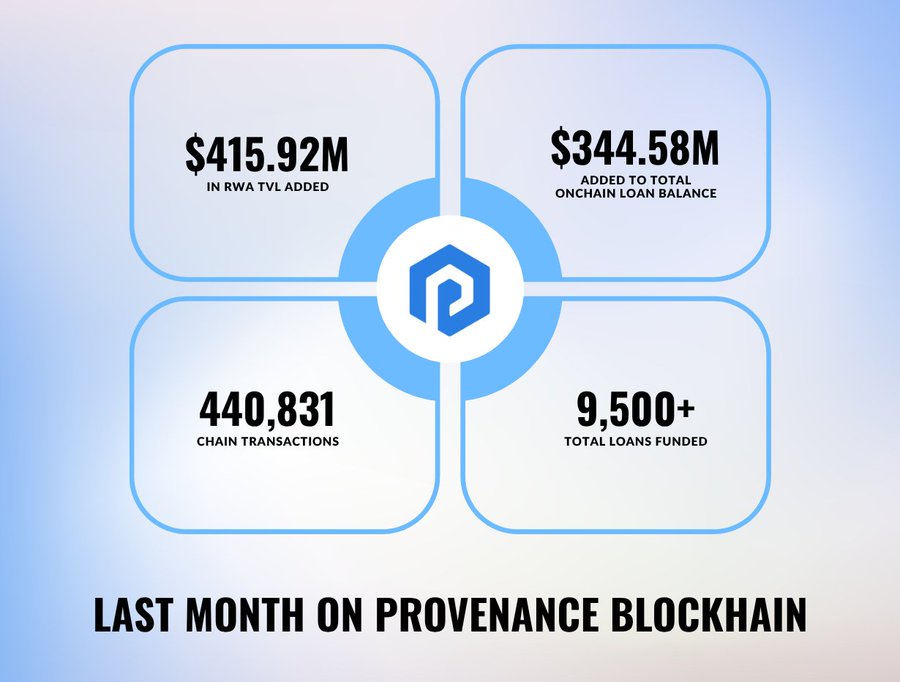 $415.92M
IN RWA TVL ADDED
$344.58M
ADDED TO TOTAL
ONCHAIN LOAN BALANCE
440,831
CHAIN TRANSACTIONS
9,500+
TOTAL LOANS FUNDED
LAST MONTH ON PROVENANCE BLOCKHAIN